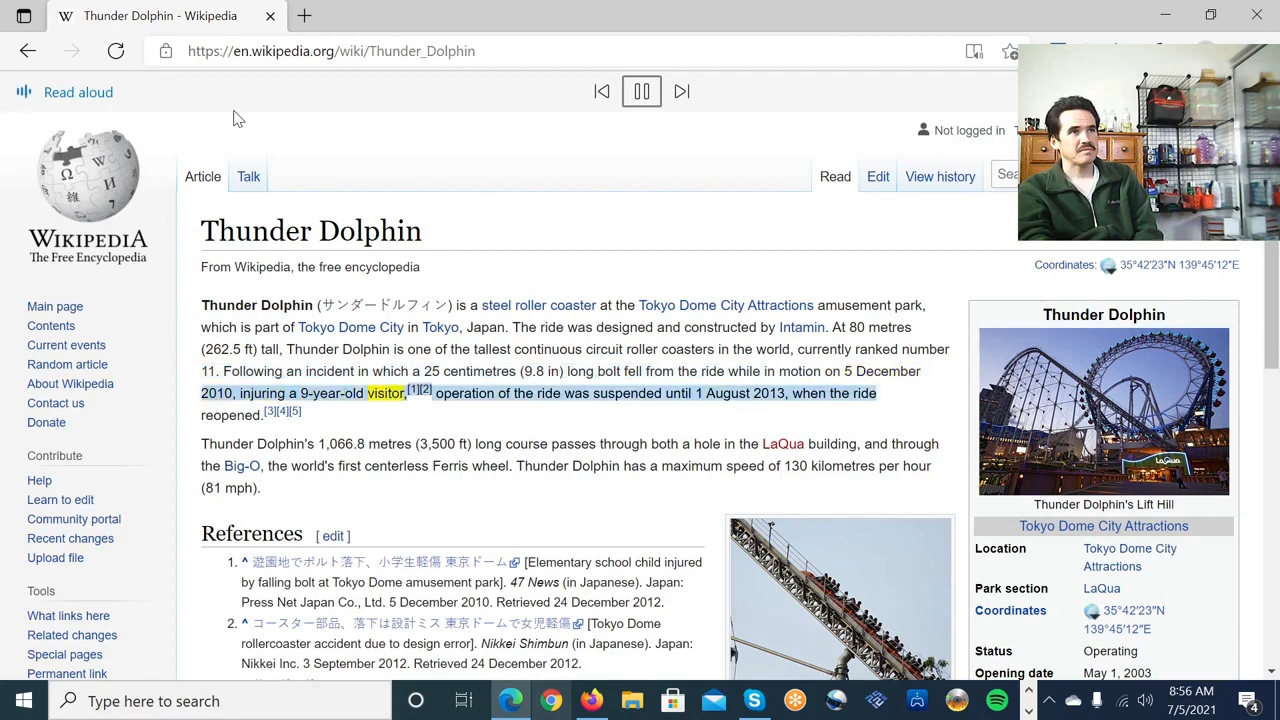 Thunder Dolphin - Wikipedia
https://en.wikipedia.org/wiki/Thunder_Dolphin
Read aloud
Not logged in
Article
Talk
Read
Edit
View history
Sea
WIKIPEDIA
The Free Encyclopedia
Main page
Contents
Current events
Random article
About Wikipedia
Contact us
Donate
Contribute
Help
Learn to edit
Community portal
Recent changes
Upload file
Tools
What links here
Related changes
Special pages
Permanent link
Thunder Dolphin
From Wikipedia, the free encyclopedia
Coordinates: 35°42′23″N 139°45′12″E
Thunder Dolphin (サンダードルフィン) is a steel roller coaster at the Tokyo Dome City Attractions amusement park,
which is part of Tokyo Dome City in Tokyo, Japan. The ride was designed and constructed by Intamin. At 80 metres
(262.5 ft) tall, Thunder Dolphin is one of the tallest continuous circuit roller coasters in the world, currently ranked number
11. Following an incident in which a 25 centimetres (9.8 in) long bolt fell from the ride while in motion on 5 December
2010, injuring a 9-year-old visitor,[1][2] operation of the ride was suspended until 1 August 2013, when the ride
reopened.[3][4][5]
Thunder Dolphin's 1,066.8 metres (3,500 ft) long course passes through both a hole in the LaQua building, and through
the Big-O, the world's first centerless Ferris wheel. Thunder Dolphin has a maximum speed of 130 kilometres per hour
(81 mph).
References [ edit ]
1. ^ 遊園地でボルト落下、小学生軽傷 東京ドーム [Elementary school child injured
by falling bolt at Tokyo Dome amusement park]. 47 News (in Japanese). Japan:
Press Net Japan Co., Ltd. 5 December 2010. Retrieved 24 December 2012.
2. ^ コースター部品、落下は設計ミス 東京ドームで女児軽傷 [Tokyo Dome
rollercoaster accident due to design error]. Nikkei Shimbun (in Japanese). Japan:
Nikkei Inc. 3 September 2012. Retrieved 24 December 2012.
Thunder Dolphin
LaQua
Thunder Dolphin's Lift Hill
Tokyo Dome City Attractions
Location Tokyo Dome City
Attractions
Park section LaQua
Coordinates 35°42′23″N
139°45′12″E
Status Operating
Opening date May 1, 2003
Type here to search
8:56 AM
7/5/2021
4